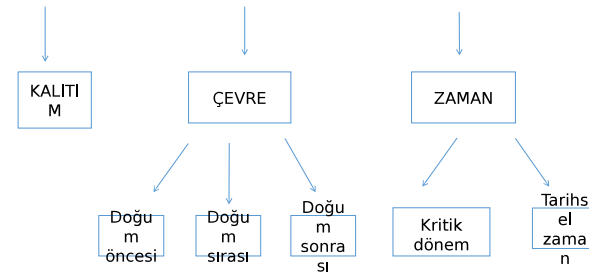 KALITI
M
ÇEVRE
ZAMAN
Doğu
m
öncesi
Doğu
m
sırası
Doğu
m
sonra
sı
Kritik
dönem
Tarihs
el
zama
n